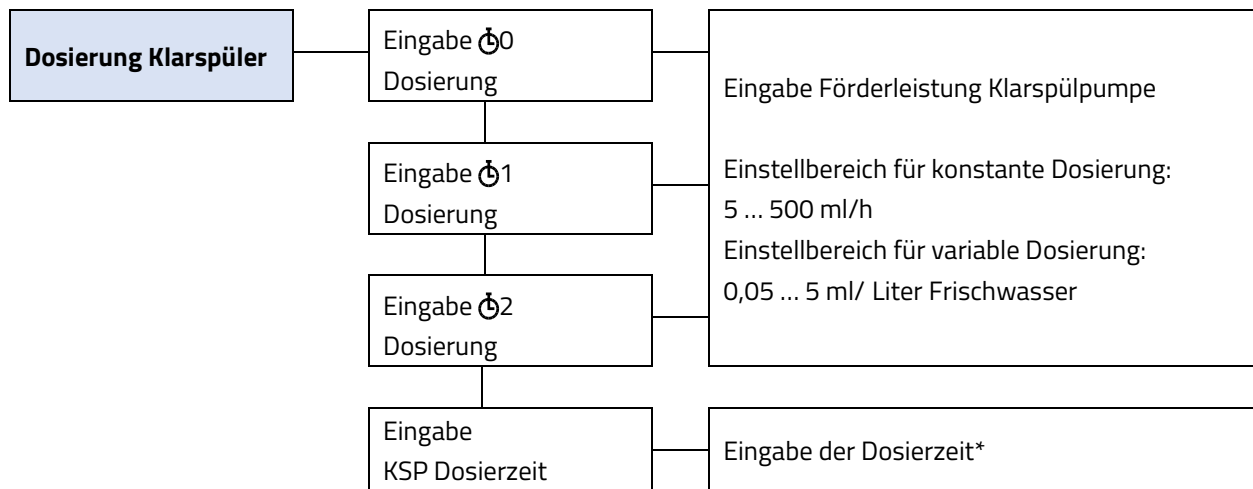 Dosierung Klarspüler
Eingabe ⏱0
Dosierung
Eingabe ⏱1
Dosierung
Eingabe ⏱2
Dosierung
Eingabe Förderleistung Klarspülpumpe
Einstellbereich für konstante Dosierung:
5 ... 500 ml/h
Einstellbereich für variable Dosierung:
0,05 ... 5 ml/ Liter Frischwasser
Eingabe
KSP Dosierzeit
Eingabe der Dosierzeit*